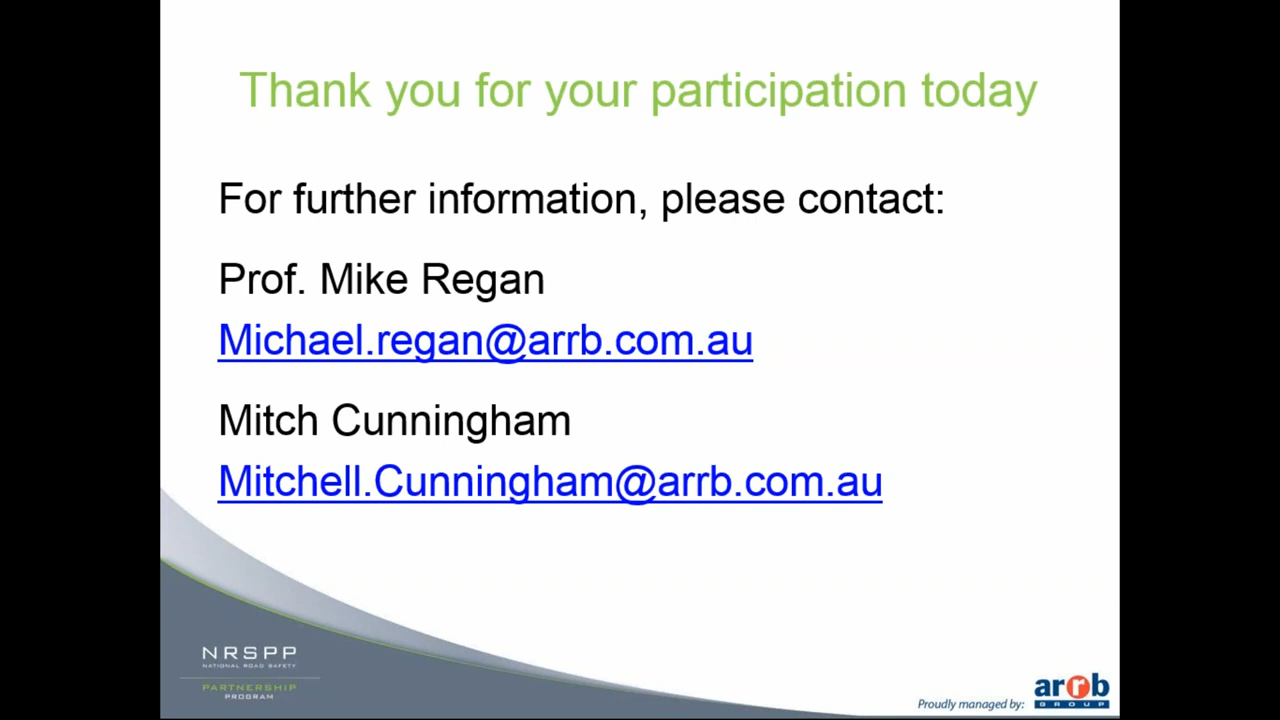 Thank you for your participation today
For further information, please contact:
Prof. Mike Regan
Michael.regan@arrb.com.au
Mitch Cunningham
Mitchell.Cunningham@arrb.com.au
NRSPP
NATIONAL ROAD SAFETY
PARTNERSHIP
PROGRAM
Proudly managed by:
arrb
GROUP